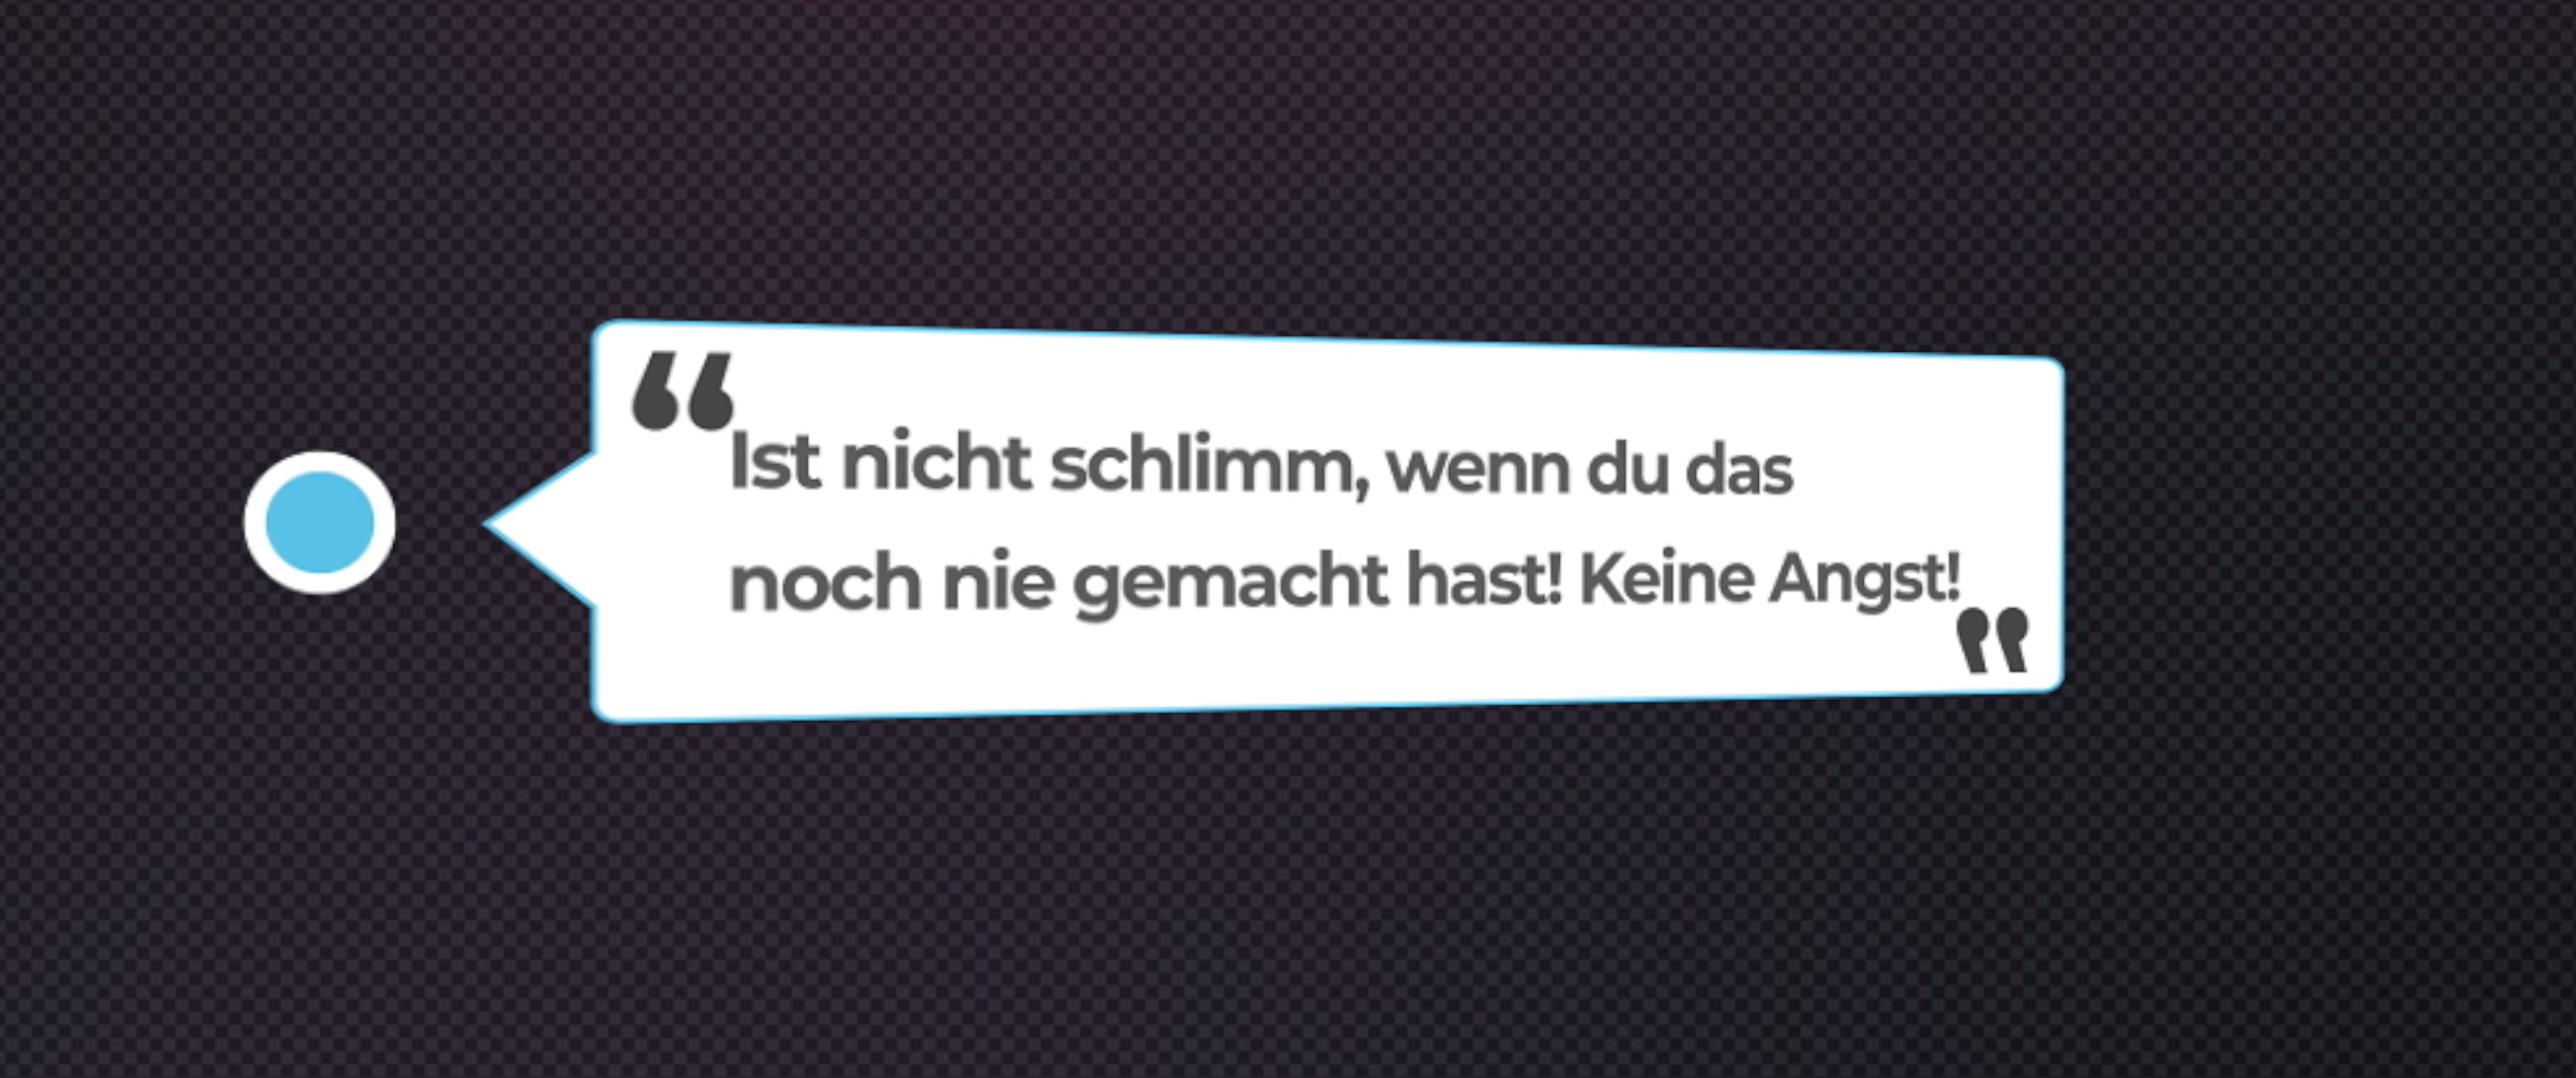 “Ist nicht schlimm, wenn du das
noch nie gemacht hast! Keine Angst!”